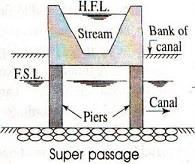 H.F.L.
Stream
Bank of
canal
F.S.L.
Piers
Canal
Super passage